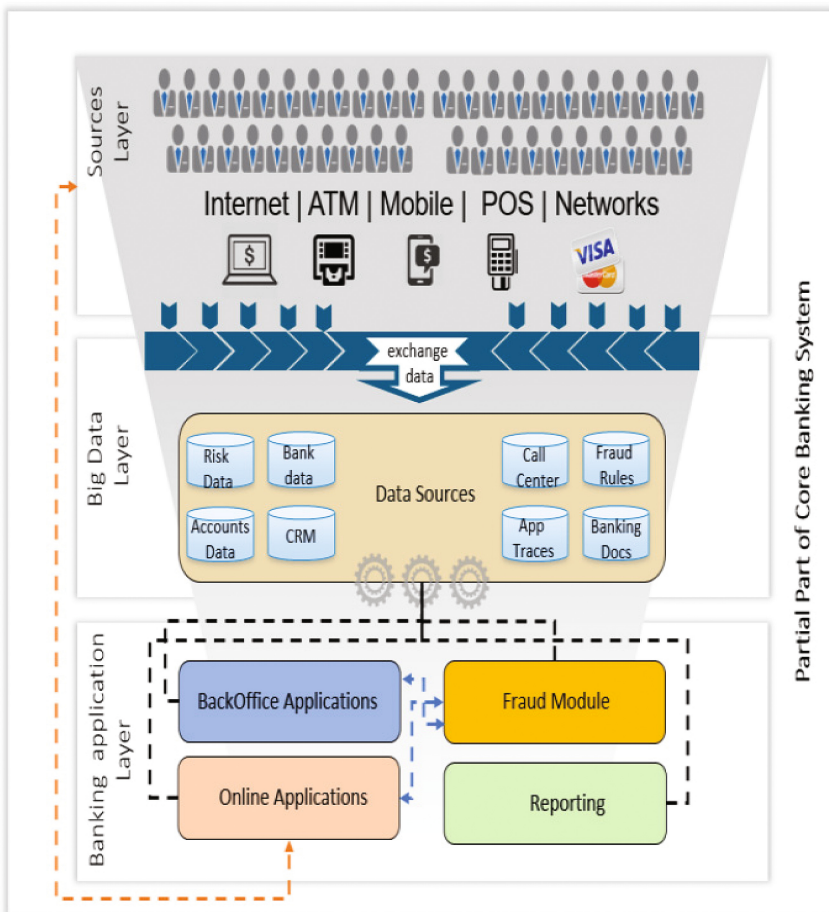 Sources
Layer
Internet | ATM | Mobile | POS | Networks
$
$
VISA
MasterCard
exchange
data
Big Data
Layer
Risk
Data
Bank
data
Accounts
Data
CRM
Data Sources
Call
Center
Fraud
Rules
App
Traces
Banking
Docs
Banking application
Layer
BackOffice Applications
Fraud Module
Online Applications
Reporting
Partial Part of Core Banking System